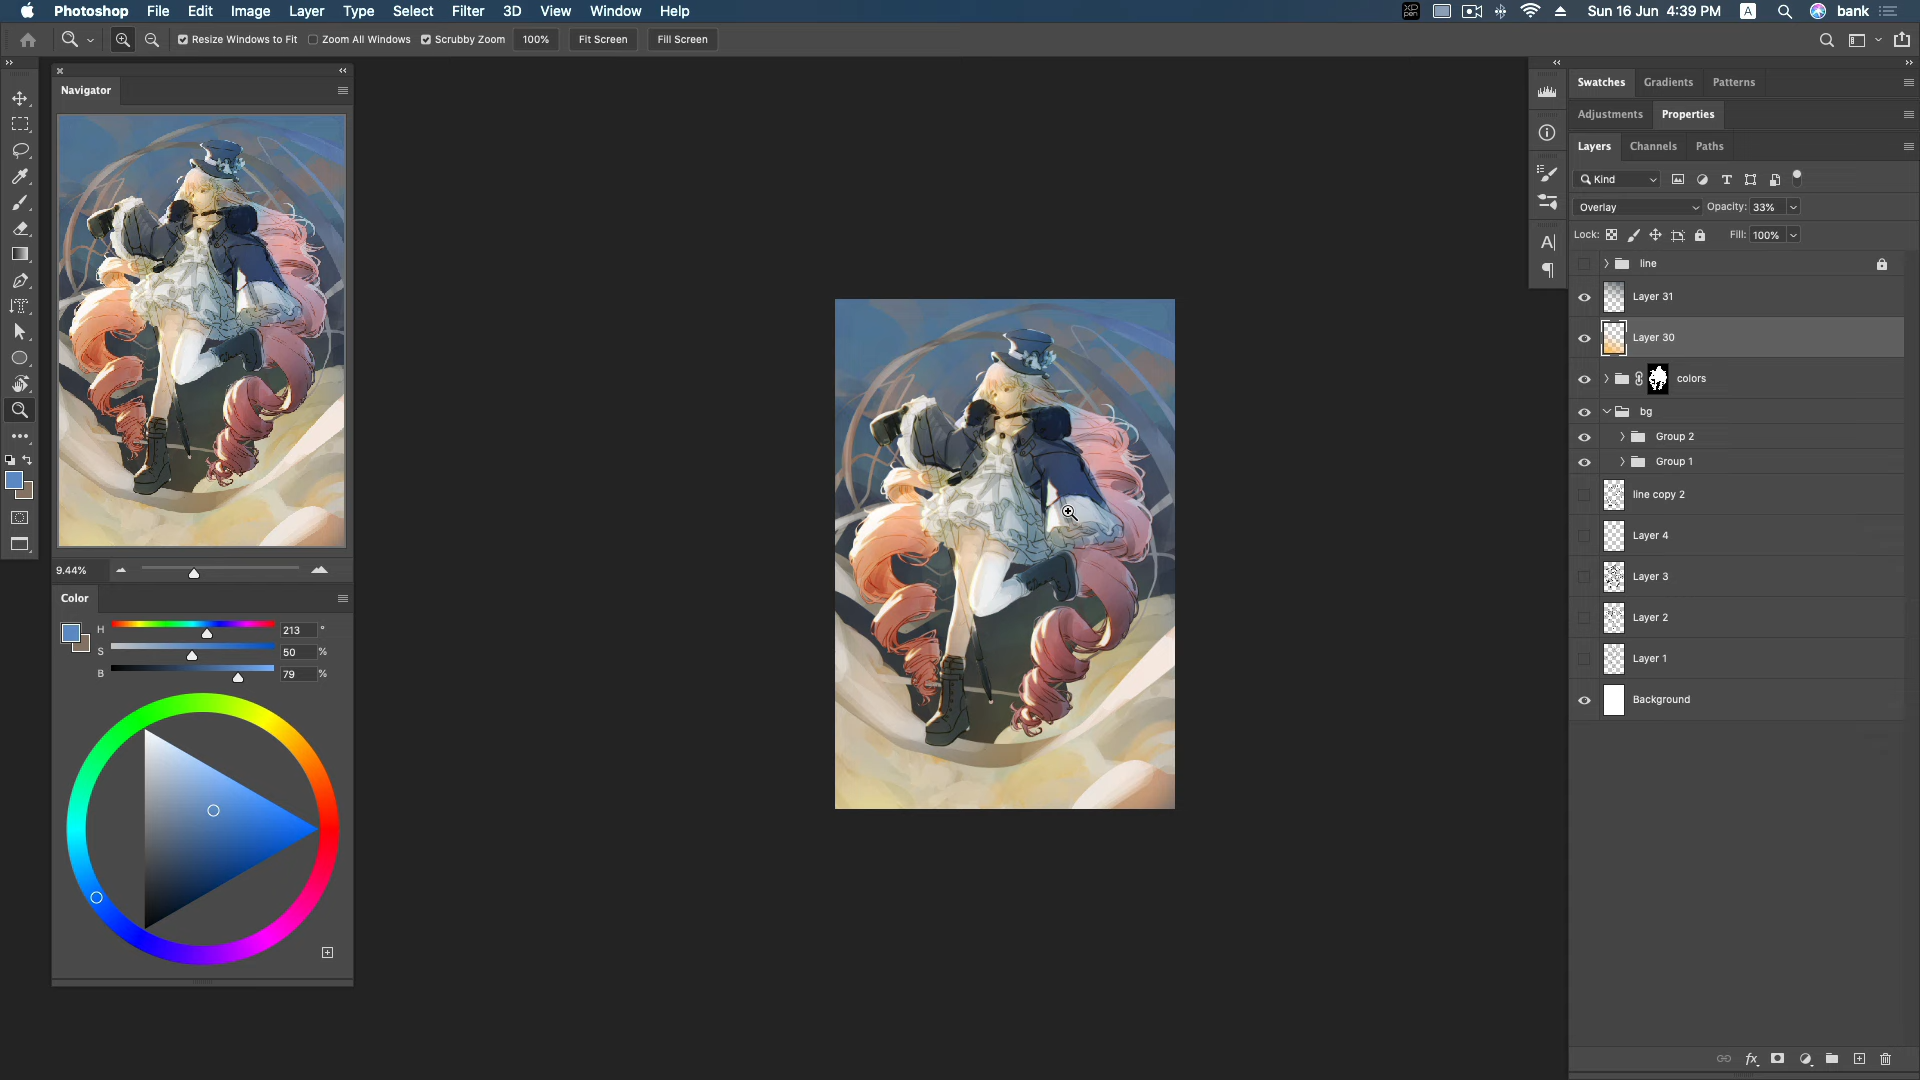 Photoshop File Edit Image Layer Type Select Filter 3D View Window Help
XP pen Sun 16 Jun 4:39 PM A bank
Resize Windows to Fit Zoom All Windows Scrubby Zoom 100% Fit Screen Fill Screen
Navigator
9.44%
Color
H 213 °
S 50 %
B 79 %
Swatches Gradients Patterns
Adjustments Properties
Layers Channels Paths
Kind
Overlay Opacity: 33%
Lock: Fill: 100%
line
Layer 31
Layer 30
colors
bg
Group 2
Group 1
line copy 2
Layer 4
Layer 3
Layer 2
Layer 1
Background
fx